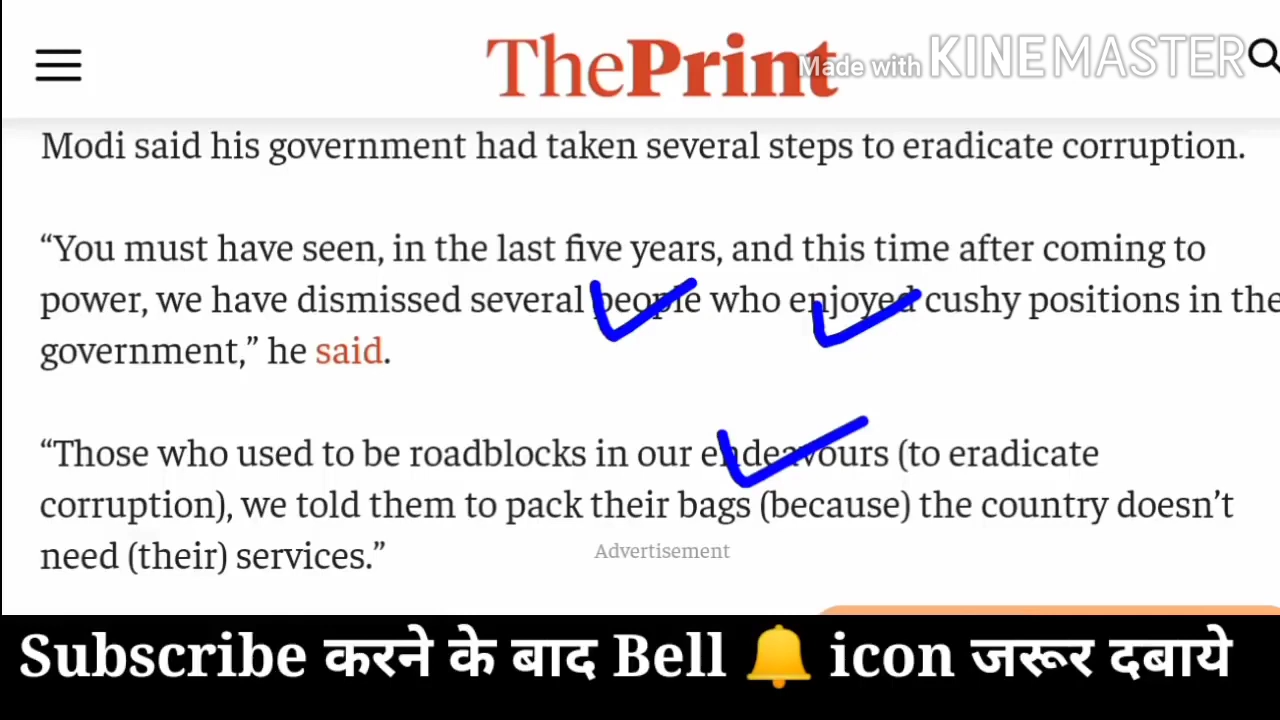 ThePrint
Made with KINEMASTER
Modi said his government had taken several steps to eradicate corruption.
“You must have seen, in the last five years, and this time after coming to
power, we have dismissed several people who enjoyed cushy positions in the
government,” he said.
“Those who used to be roadblocks in our endeavours (to eradicate
corruption), we told them to pack their bags (because) the country doesn’t
need (their) services.”
Advertisement
Subscribe करने के बाद Bell 🔔 icon जरूर दबाये